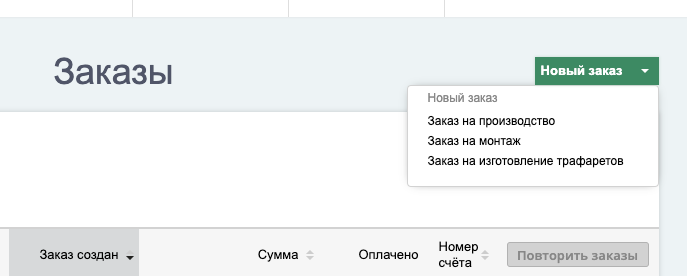 Заказы
Новый заказ
Новый заказ
Заказ на производство
Заказ на монтаж
Заказ на изготовление трафаретов
Заказ создан
Сумма
Оплачено
Номер
счёта
Повторить заказы